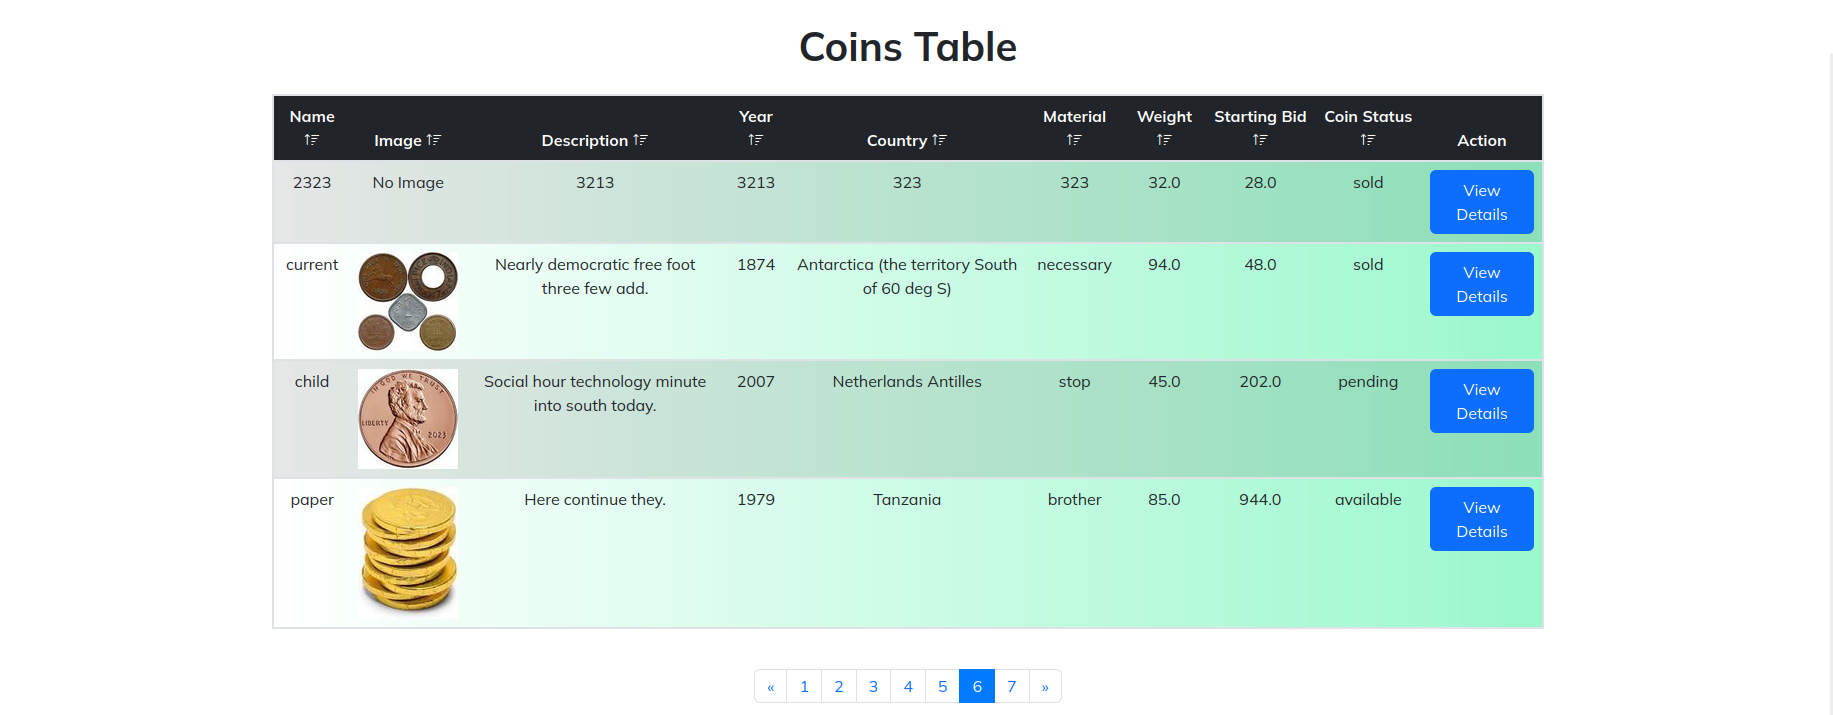 Coins Table
Name Image Description Year Country Material Weight Starting Bid Coin Status Action
2323 No Image 3213 3213 323 323 32.0 28.0 sold View Details
current Nearly democratic free foot three few add. 1874 Antarctica (the territory South of 60 deg S) necessary 94.0 48.0 sold View Details
child IN GOD WE TRUST LIBERTY 2023 Social hour technology minute into south today. 2007 Netherlands Antilles stop 45.0 202.0 pending View Details
paper Here continue they. 1979 Tanzania brother 85.0 944.0 available View Details
« 1 2 3 4 5 6 7 »